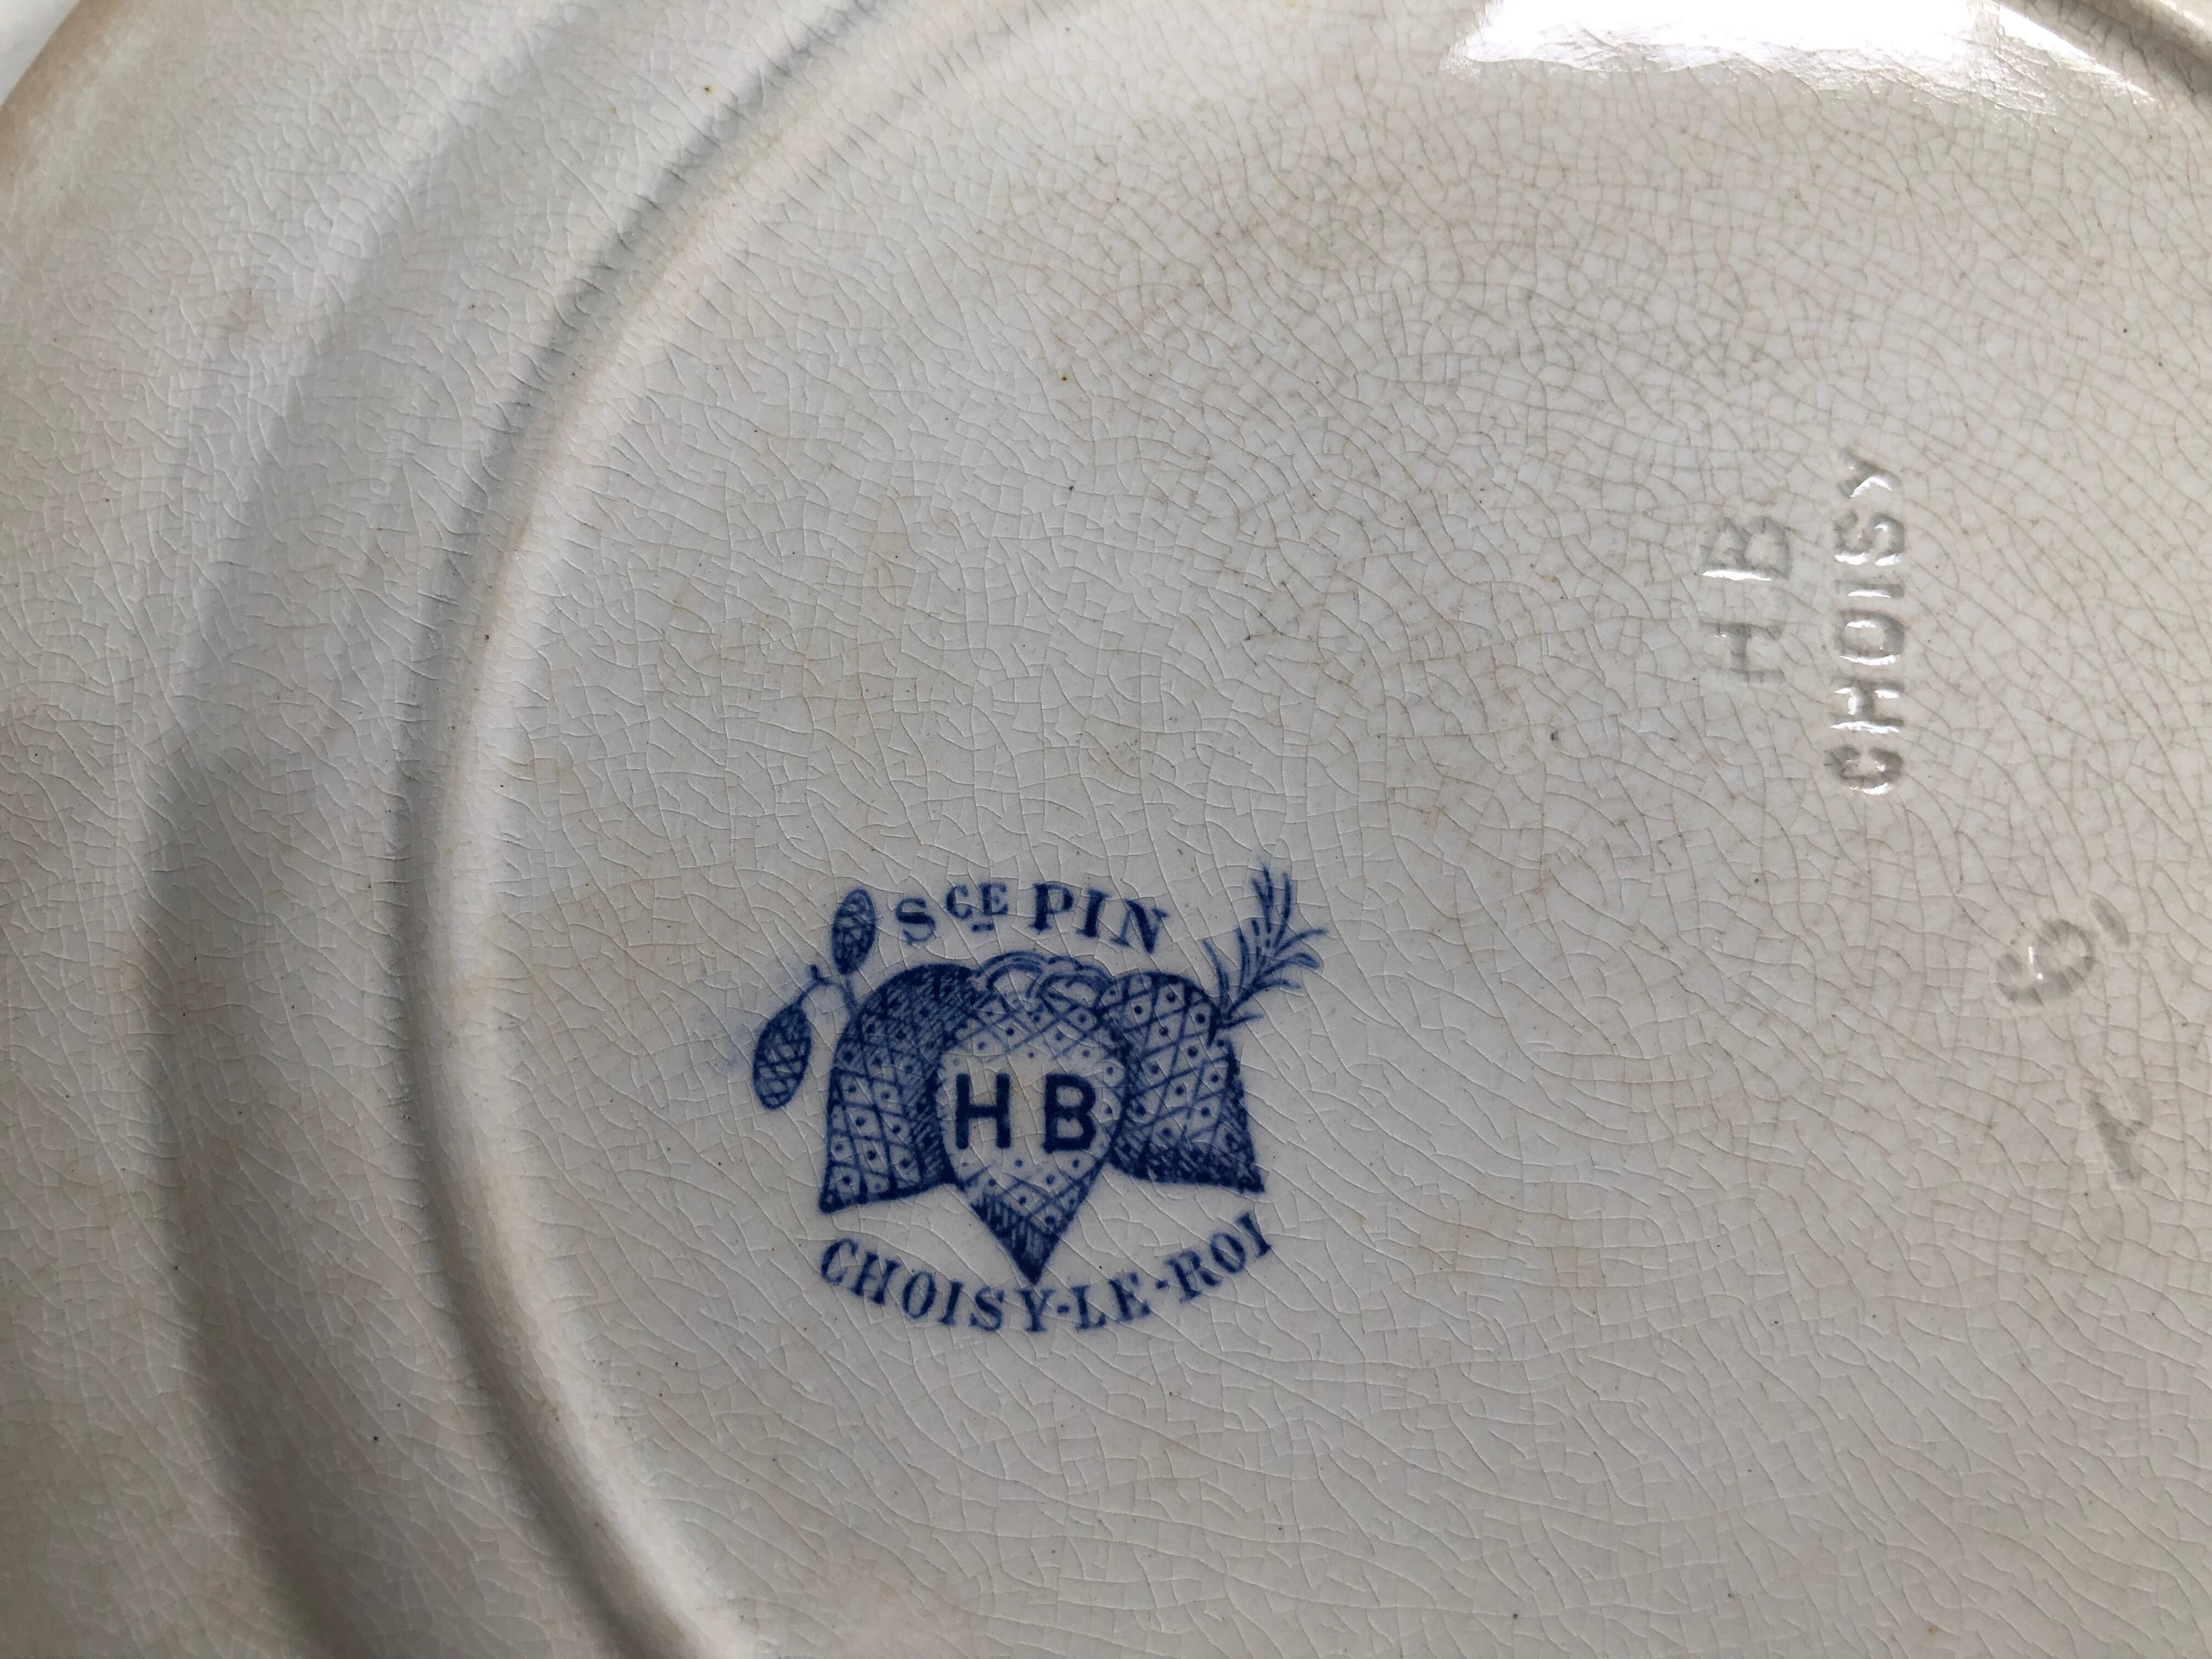 Sce PIN
HB
CHOISY-LE-ROI
HB
CHOISY